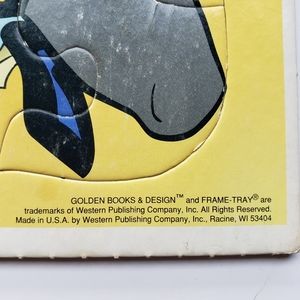 GOLDEN BOOKS & DESIGN™ and FRAME-TRAY® are
trademarks of Western Publishing Company, Inc. All Rights Reserved.
Made in U.S.A. by Western Publishing Company, Inc., Racine, WI 53404